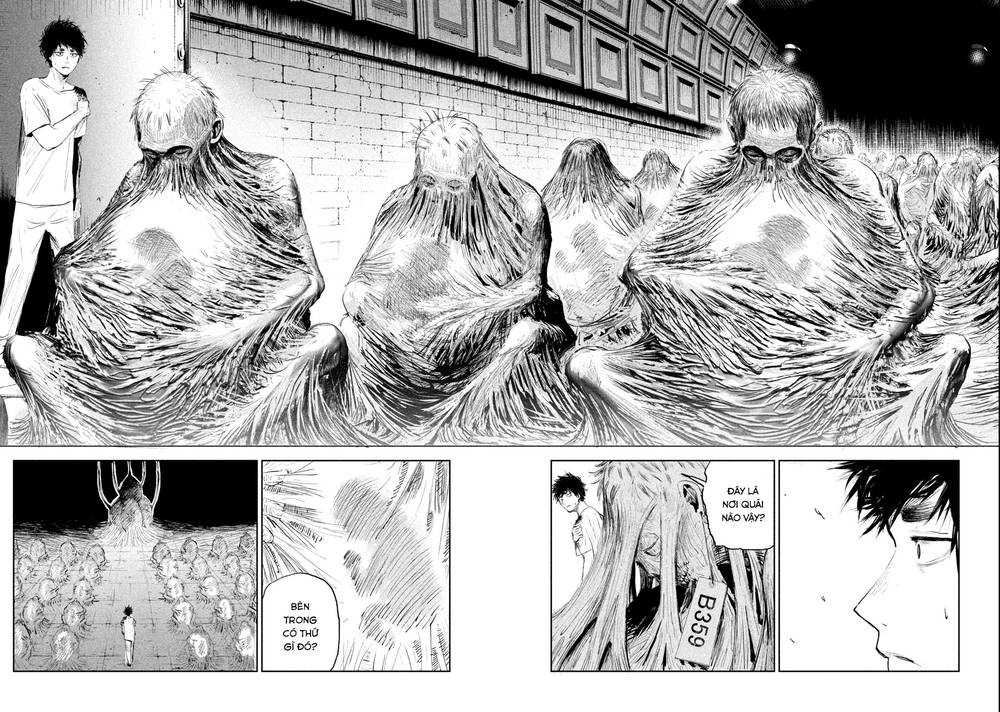 ĐÂY LÀ
NƠI QUÁI
NÀO VẬY?
B359
BÊN
TRONG
CÓ THỨ
GÌ ĐÓ?